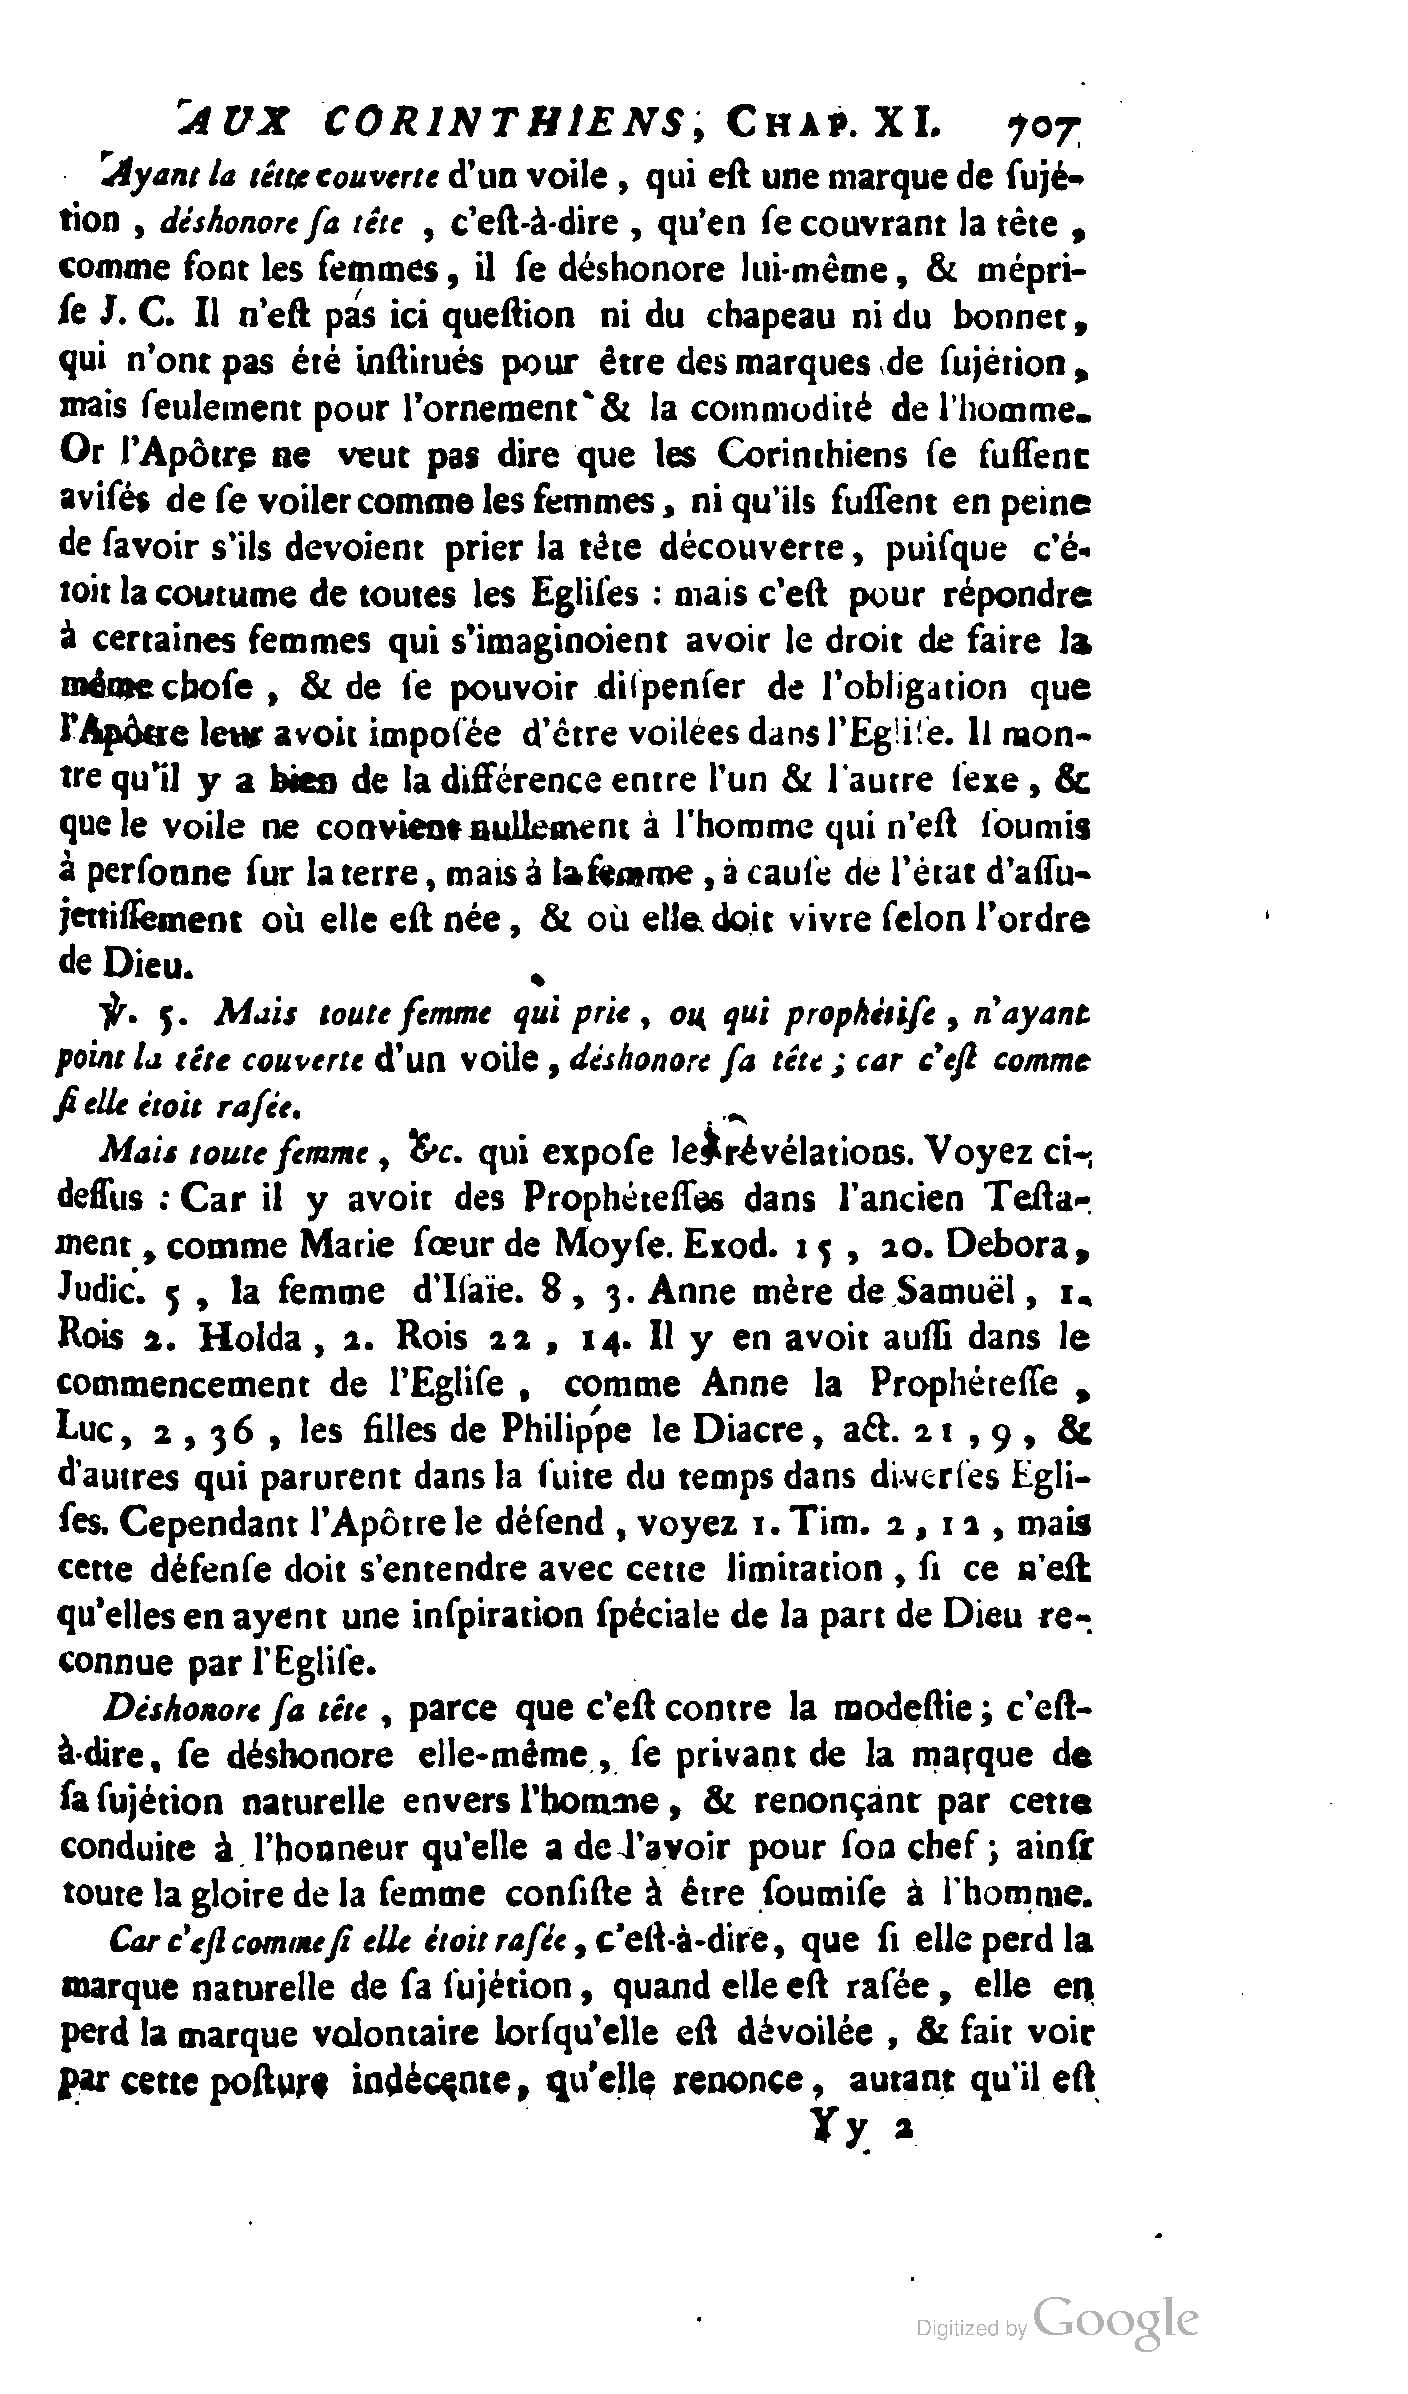 AUX CORINTHIENS, CHAP. XI. 707
Ayant la tête couverte d'un voile, qui eſt une marque de ſujé-
tion, déshonore ſa tête, c'eſt-à-dire, qu'en ſe couvrant la tête,
comme font les femmes, il ſe déshonore lui-même, & mépri-
ſe J. C. Il n'eſt pas ici queſtion ni du chapeau ni du bonnet,
qui n'ont pas été inſtitués pour être des marques de ſujétion,
mais ſeulement pour l'ornement & la commodité de l'homme.
Or l'Apôtre ne veut pas dire que les Corinthiens ſe fuſſent
aviſés de ſe voiler comme les femmes, ni qu'ils fuſſent en peine
de ſavoir s'ils devoient prier la tête découverte, puiſque c'é-
toit la coutume de toutes les Egliſes : mais c'eſt pour répondre
à certaines femmes qui s'imaginoient avoir le droit de faire la
même choſe, & de ſe pouvoir diſpenſer de l'obligation que
l'Apôtre leur avoit impoſée d'être voilées dans l'Egliſe. Il mon-
tre qu'il y a bien de la différence entre l'un & l'autre ſexe, &
que le voile ne convient nullement à l'homme qui n'eſt ſoumis
à perſonne ſur la terre, mais à la femme, à cauſe de l'état d'aſſu-
jettiſſement où elle eſt née, & où elle doit vivre ſelon l'ordre
de Dieu.
℣. 5. Mais toute femme qui prie, ou qui prophétiſe, n'ayant
point la tête couverte d'un voile, déshonore ſa tête ; car c'eſt comme
ſi elle étoit raſée.
Mais toute femme, &c. qui expoſe les révélations. Voyez ci-
deſſus : Car il y avoit des Prophéteſſes dans l'ancien Teſta-
ment, comme Marie ſœur de Moyſe. Exod. 15, 20. Debora,
Judic. 5, la femme d'Iſaïe. 8, 3. Anne mère de Samuël, 1.
Rois 2. Holda, 2. Rois 22, 14. Il y en avoit auſſi dans le
commencement de l'Egliſe, comme Anne la Prophéteſſe,
Luc, 2, 36, les filles de Philippe le Diacre, act. 21, 9, &
d'autres qui parurent dans la ſuite du temps dans diverſes Egli-
ſes. Cependant l'Apôtre le défend, voyez 1. Tim. 2, 12, mais
cette défenſe doit s'entendre avec cette limitation, ſi ce n'eſt
qu'elles en ayent une inſpiration ſpéciale de la part de Dieu re-
connue par l'Egliſe.
Déshonore ſa tête, parce que c'eſt contre la modeſtie ; c'eſt-
à-dire, ſe déshonore elle-même, ſe privant de la marque de
ſa ſujétion naturelle envers l'homme, & renonçant par cette
conduite à l'honneur qu'elle a de l'avoir pour ſon chef ; ainſi
toute la gloire de la femme conſiſte à être ſoumiſe à l'homme.
Car c'eſt comme ſi elle étoit raſée, c'eſt-à-dire, que ſi elle perd la
marque naturelle de ſa ſujétion, quand elle eſt raſée, elle en
perd la marque volontaire lorſqu'elle eſt dévoilée, & fait voir
par cette poſture indécente, qu'elle renonce, autant qu'il eſt
Yy 2
Digitized by Google